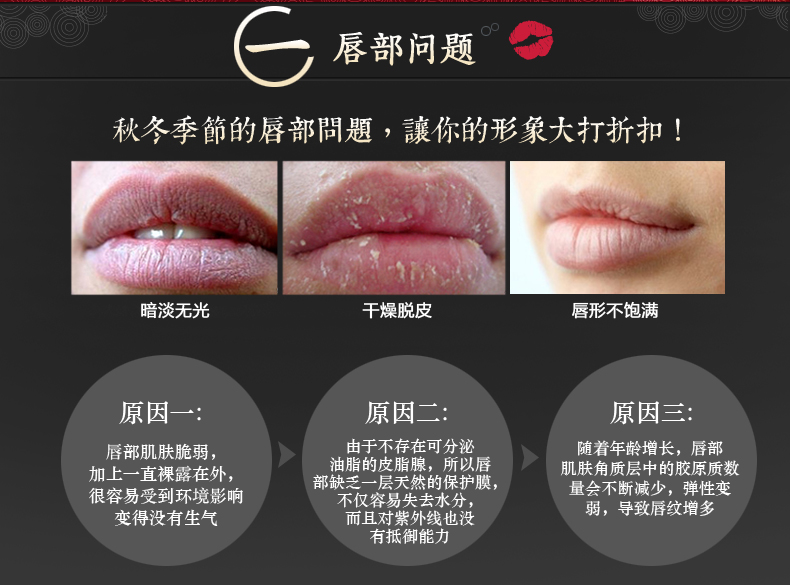 一 唇部问题
秋冬季節的唇部問題，讓你的形象大打折扣！
暗淡无光
干燥脱皮
唇形不饱满
原因一:
唇部肌肤脆弱，
加上一直裸露在外，
很容易受到环境影响
变得没有生气
原因二:
由于不存在可分泌
油脂的皮脂腺，所以唇
部缺乏一层天然的保护膜，
不仅容易失去水分，
而且对紫外线也没
有抵御能力
原因三:
随着年龄增长，唇部
肌肤角质层中的胶原质数
量会不断减少，弹性变
弱，导致唇纹增多